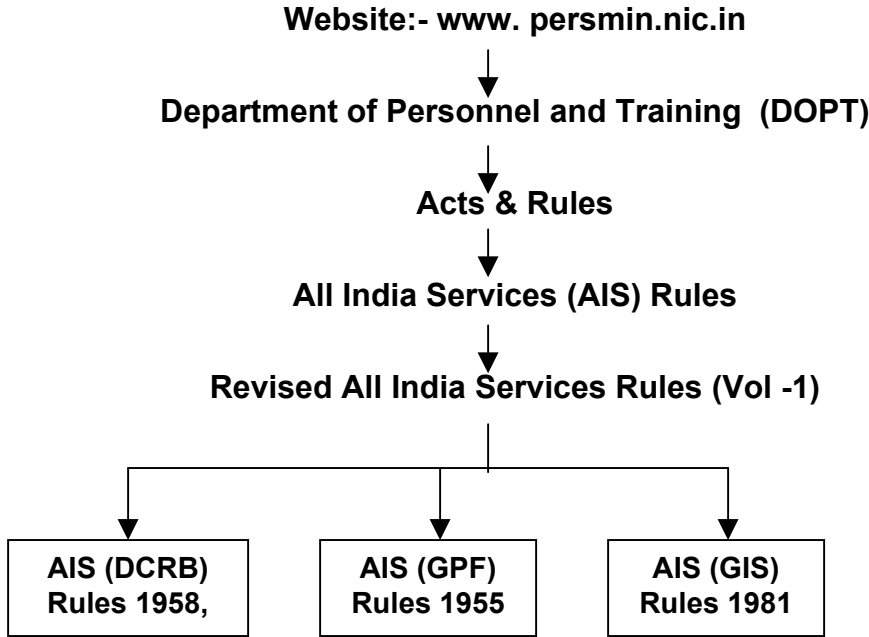 Website:- www. persmin.nic.in
Department of Personnel and Training (DOPT)
Acts & Rules
All India Services (AIS) Rules
Revised All India Services Rules (Vol -1)
AIS (DCRB)
Rules 1958,
AIS (GPF)
Rules 1955
AIS (GIS)
Rules 1981